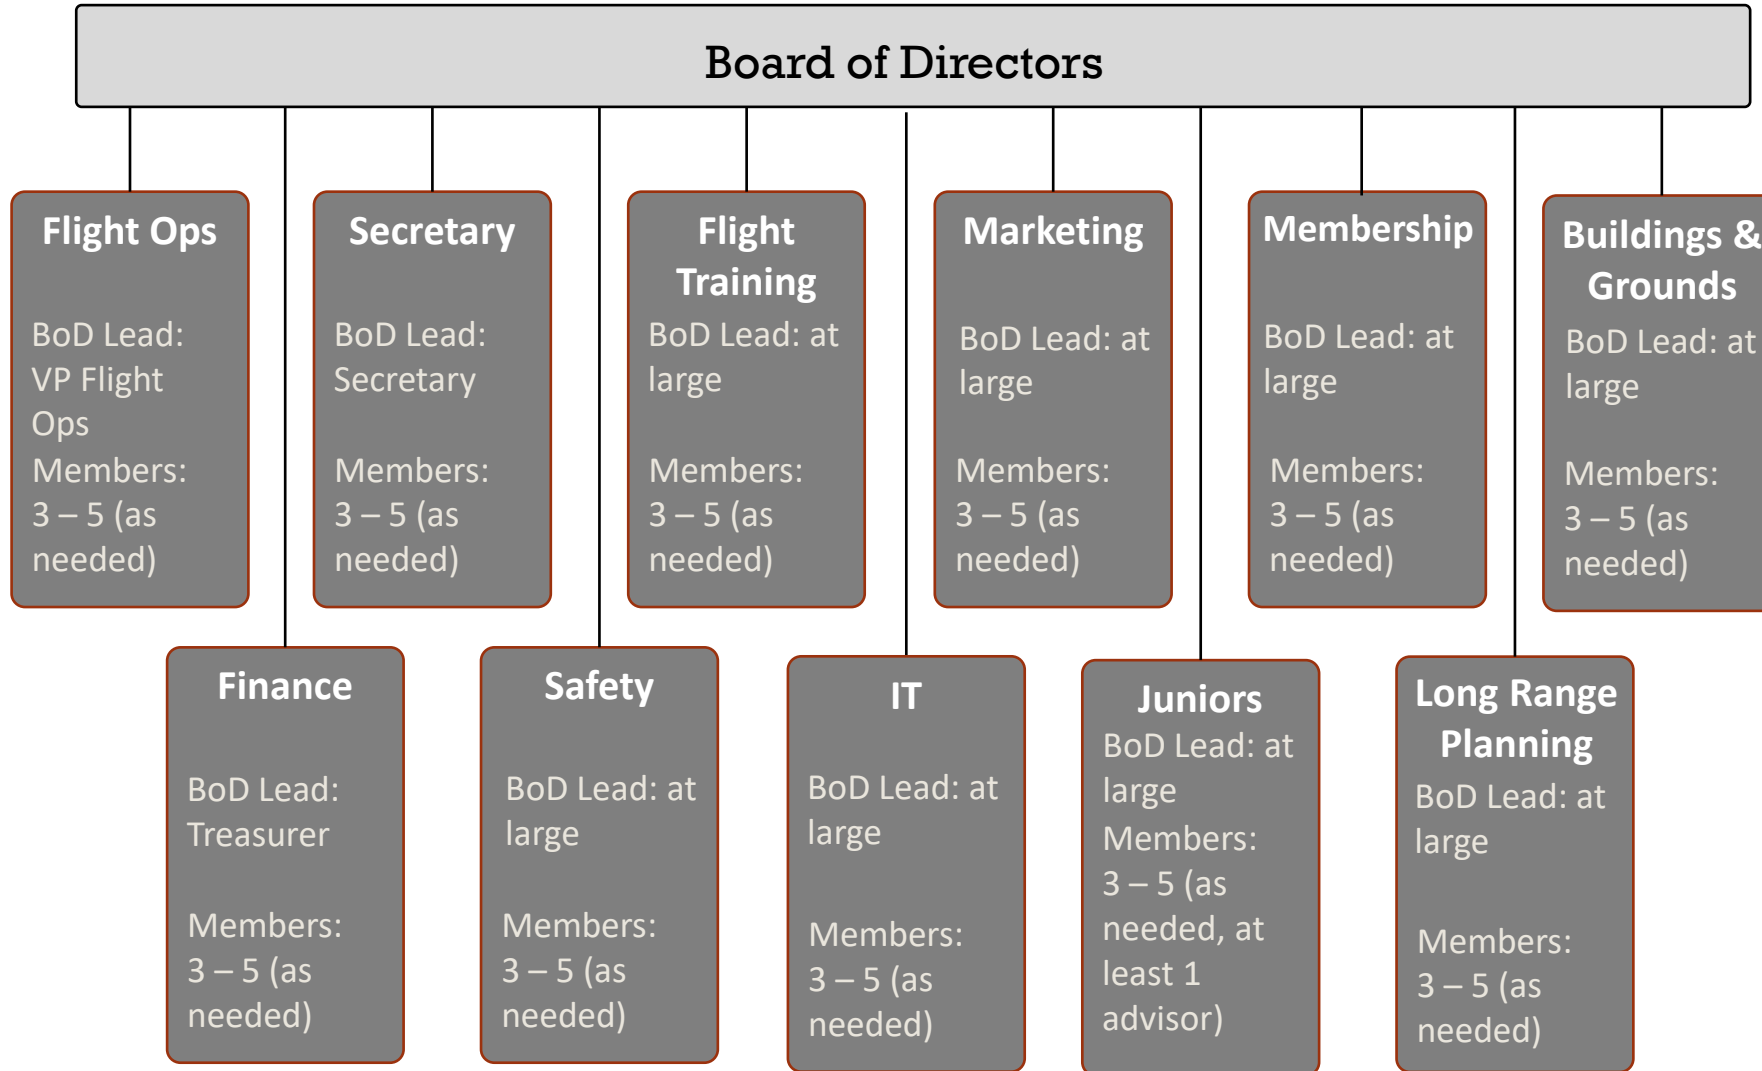 Board of Directors
Flight Ops
BoD Lead:
VP Flight
Ops
Members:
3 – 5 (as
needed)
Secretary
BoD Lead:
Secretary
Members:
3 – 5 (as
needed)
Flight
Training
BoD Lead: at
large
Members:
3 – 5 (as
needed)
Marketing
BoD Lead: at
large
Members:
3 – 5 (as
needed)
Membership
BoD Lead: at
large
Members:
3 – 5 (as
needed)
Buildings &
Grounds
BoD Lead: at
large
Members:
3 – 5 (as
needed)
Finance
BoD Lead:
Treasurer
Members:
3 – 5 (as
needed)
Safety
BoD Lead: at
large
Members:
3 – 5 (as
needed)
IT
BoD Lead: at
large
Members:
3 – 5 (as
needed)
Juniors
BoD Lead: at
large
Members:
3 – 5 (as
needed, at
least 1
advisor)
Long Range
Planning
BoD Lead: at
large
Members:
3 – 5 (as
needed)